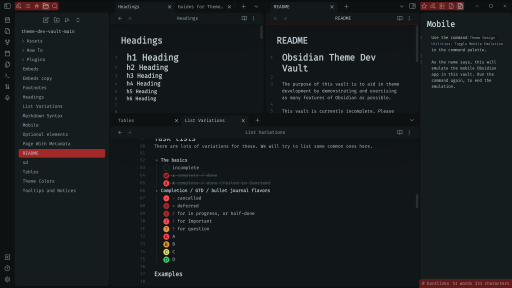 theme-dev-vault-main
Assets
How To
Plugins
Embeds
Embeds copy
Footnotes
Headings
List Variations
Markdown Syntax
Mobile
Optional elements
Page With Metadata
README
sd
Tables
Theme Colors
Tooltips and Notices
Headings
Guides for Theme
Headings
Headings
h1 Heading
h2 Heading
h3 Heading
h4 Heading
h5 Heading
h6 Heading
README
README
README
Obsidian Theme Dev
Vault
The purpose of this vault is to aid in theme
development by demonstrating and exercising
as many features of Obsidian as possible.
This vault is currently incomplete. Please
Tables
List Variations
List Variations
Task Lists
There are lots of variations for these. We will try to list some common ones here.
The basics
incomplete
x complete / done
Completion / GTD / bullet journal flavors
- cancelled
> deferred
/ for in progress, or half-done
! for Important
? for question
A
B
C
D
Examples
Mobile
Use the command Theme Design
Utilities: Toggle Mobile Emulation
in the command palette.
As the name says, this will
emulate the mobile Obsidian
app in this vault. Run the
command again, to end the
emulation.
0 backlinks 51 words 331 characters